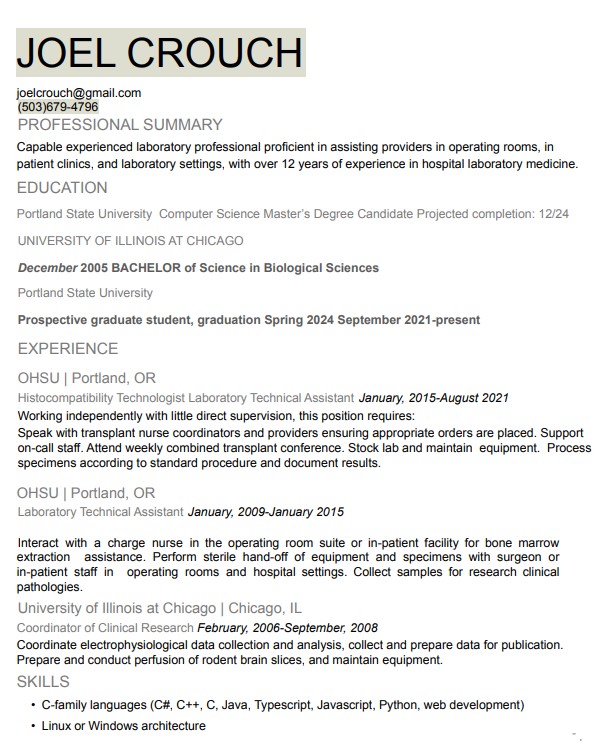 JOEL CROUCH
joelcrouch@gmail.com
(503)679-4796
PROFESSIONAL SUMMARY
Capable experienced laboratory professional proficient in assisting providers in operating rooms, in
patient clinics, and laboratory settings, with over 12 years of experience in hospital laboratory medicine.
EDUCATION
Portland State University Computer Science Master's Degree Candidate Projected completion: 12/24
UNIVERSITY OF ILLINOIS AT CHICAGO
December 2005 BACHELOR of Science in Biological Sciences
Portland State University
Prospective graduate student, graduation Spring 2024 September 2021-present
EXPERIENCE
OHSU | Portland, OR
Histocompatibility Technologist Laboratory Technical Assistant January, 2015-August 2021
Working independently with little direct supervision, this position requires:
Speak with transplant nurse coordinators and providers ensuring appropriate orders are placed. Support
on-call staff. Attend weekly combined transplant conference. Stock lab and maintain equipment. Process
specimens according to standard procedure and document results.
OHSU | Portland, OR
Laboratory Technical Assistant January, 2009-January 2015
Interact with a charge nurse in the operating room suite or in-patient facility for bone marrow
extraction assistance. Perform sterile hand-off of equipment and specimens with surgeon or
in-patient staff in operating rooms and hospital settings. Collect samples for research clinical
pathologies.
University of Illinois at Chicago | Chicago, IL
Coordinator of Clinical Research February, 2006-September, 2008
Coordinate electrophysiological data collection and analysis, collect and prepare data for publication.
Prepare and conduct perfusion of rodent brain slices, and maintain equipment.
SKILLS
• C-family languages (C#, C++, C, Java, Typescript, Javascript, Python, web development)
• Linux or Windows architecture